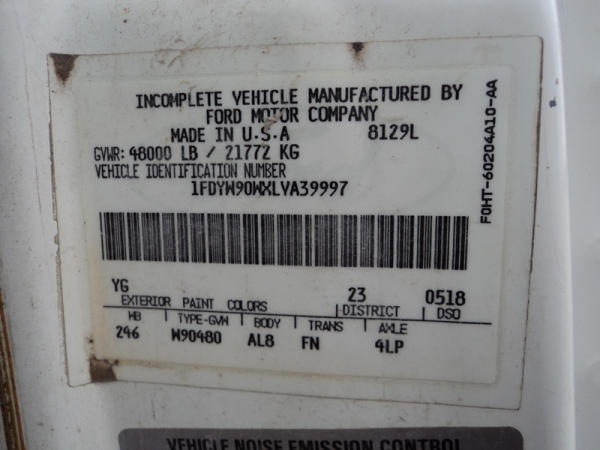 INCOMPLETE VEHICLE MANUFACTURED BY
FORD MOTOR COMPANY
MADE IN U.S.A 8129L
GVWR: 48000 LB / 21772 KG
VEHICLE IDENTIFICATION NUMBER
1FDYW90WXLVA39997
F0HT-60204A10-AA
YG 23 0518
EXTERIOR PAINT COLORS DISTRICT DSO
WB TYPE-GVW BODY TRANS AXLE
246 W90480 AL8 FN 4LP
VEHICLE NOISE EMISSION CONTROL